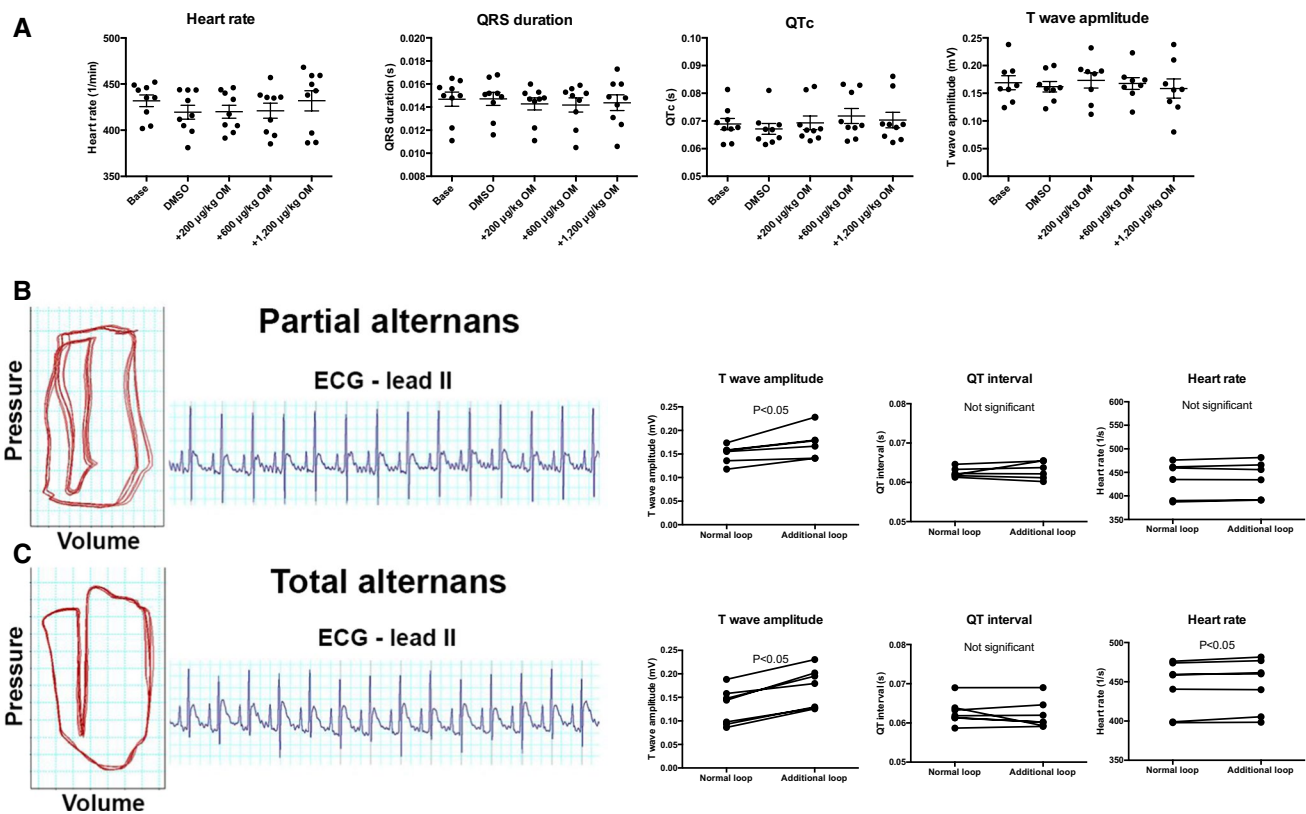 A
Heart rate
Heart rate (1/min)
500
450
400
350
Base
DMSO
+200 µg/kg OM
+600 µg/kg OM
+1,200 µg/kg OM
QRS duration
QRS duration (s)
0.020
0.018
0.016
0.014
0.012
0.010
0.008
Base
DMSO
+200 µg/kg OM
+600 µg/kg OM
+1,200 µg/kg OM
QTc
QTc (s)
0.10
0.09
0.08
0.07
0.06
0.05
Base
DMSO
+200 µg/kg OM
+600 µg/kg OM
+1,200 µg/kg OM
T wave apmlitude
T wave apmlitude (mV)
0.25
0.20
0.15
0.10
0.05
0.00
Base
DMSO
+200 µg/kg OM
+600 µg/kg OM
+1,200 µg/kg OM
B
Pressure
Volume
Partial alternans
ECG - lead II
T wave amplitude
P<0.05
T wave amplitude (mV)
0.25
0.20
0.15
0.10
0.05
0.00
Normal loop
Additional loop
QT interval
Not significant
QT interval (s)
0.08
0.07
0.06
0.05
Normal loop
Additional loop
Heart rate
Not significant
Heart rate (1/s)
600
550
500
450
400
350
Normal loop
Additional loop
C
Pressure
Volume
Total alternans
ECG - lead II
T wave amplitude
P<0.05
T wave amplitude (mV)
0.25
0.20
0.15
0.10
0.05
0.00
Normal loop
Additional loop
QT interval
Not significant
QT interval (s)
0.08
0.07
0.06
0.05
Normal loop
Additional loop
Heart rate
P<0.05
Heart rate (1/s)
500
450
400
350
Normal loop
Additional loop